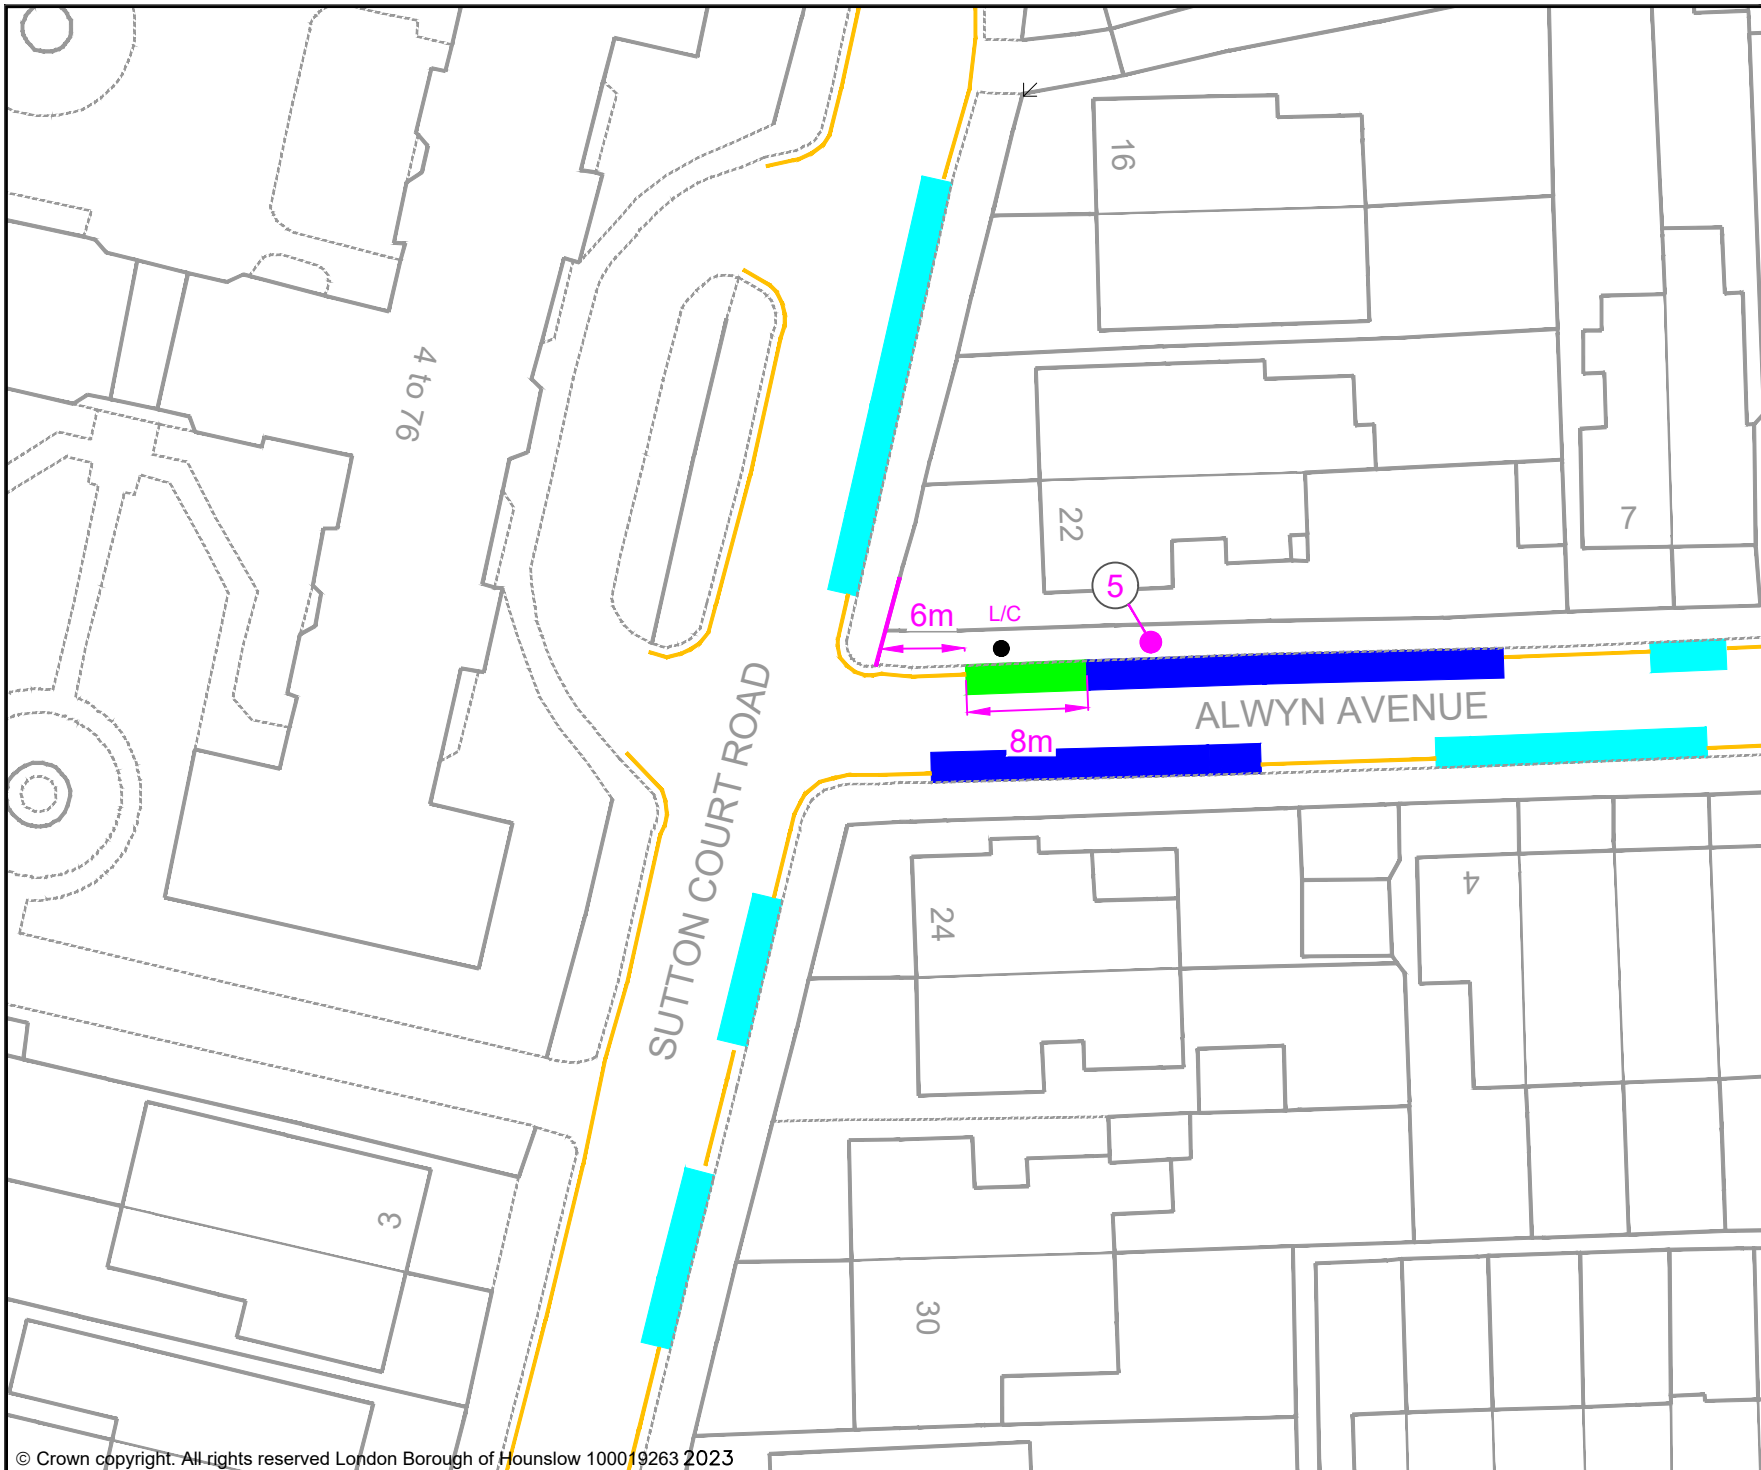 16
4 to 76
22
7
5
6m
L/C
ALWYN AVENUE
8m
SUTTON COURT ROAD
4
24
3
30
© Crown copyright. All rights reserved London Borough of Hounslow 100019263 2023